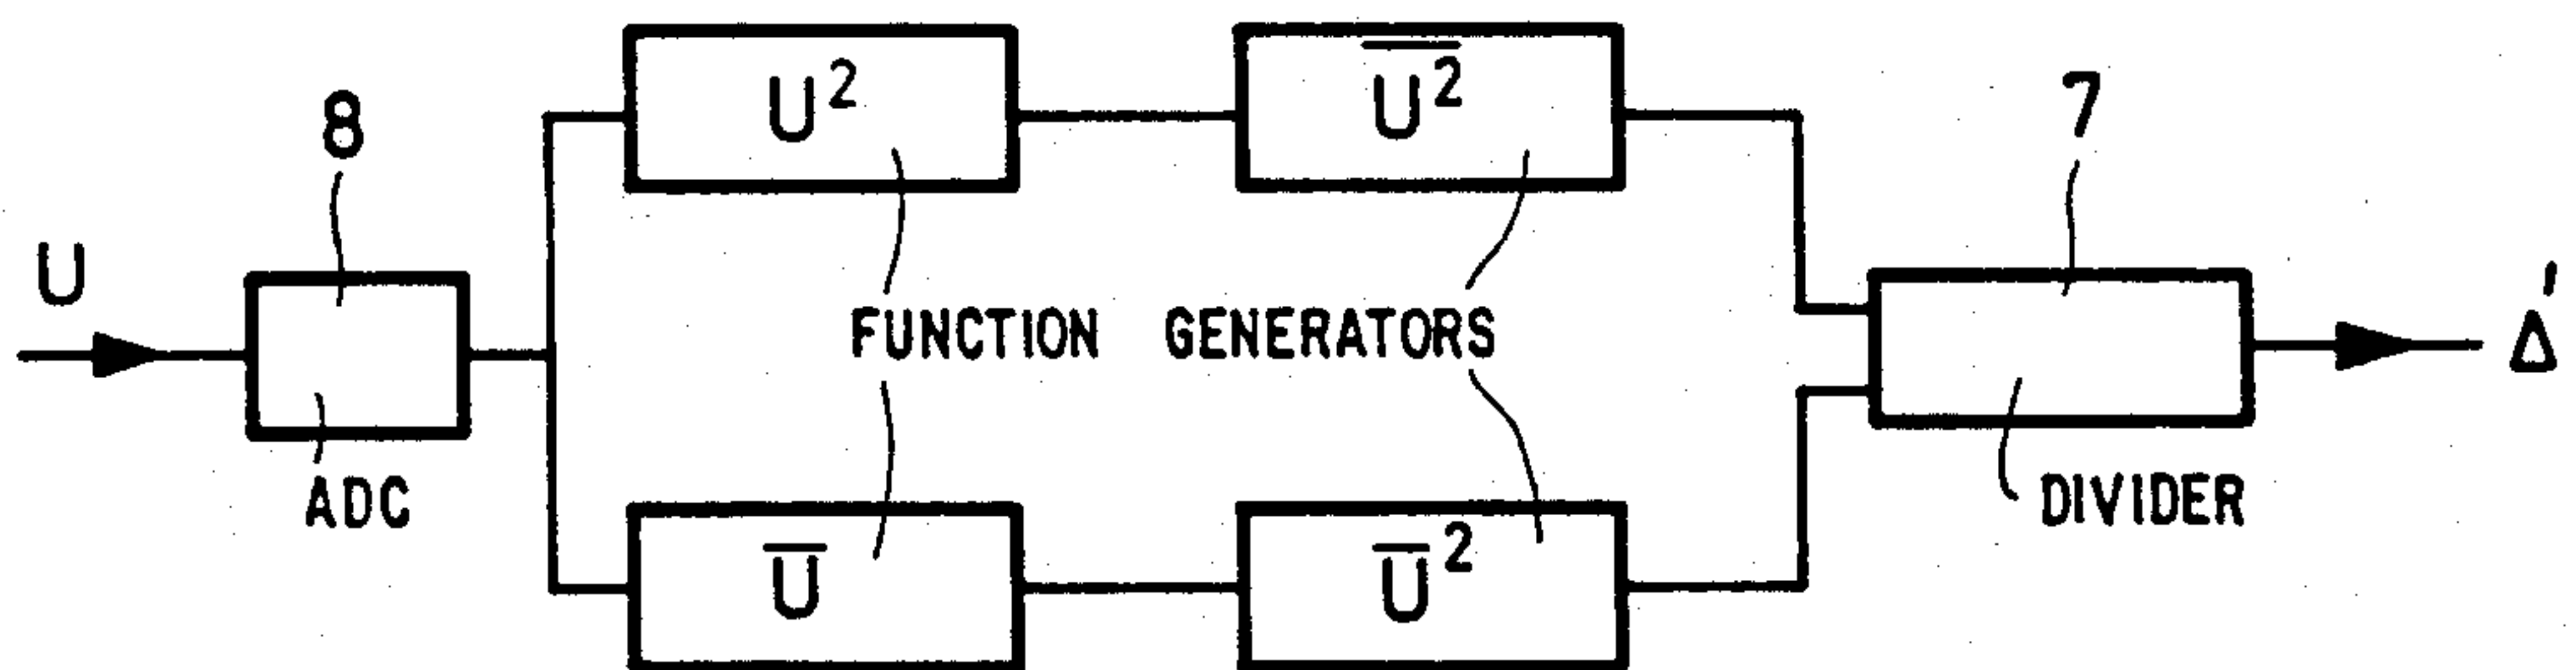 U² U̅²̅
8 7
U
FUNCTION GENERATORS
Δ'
ADC DIVIDER
U̅ U̅²